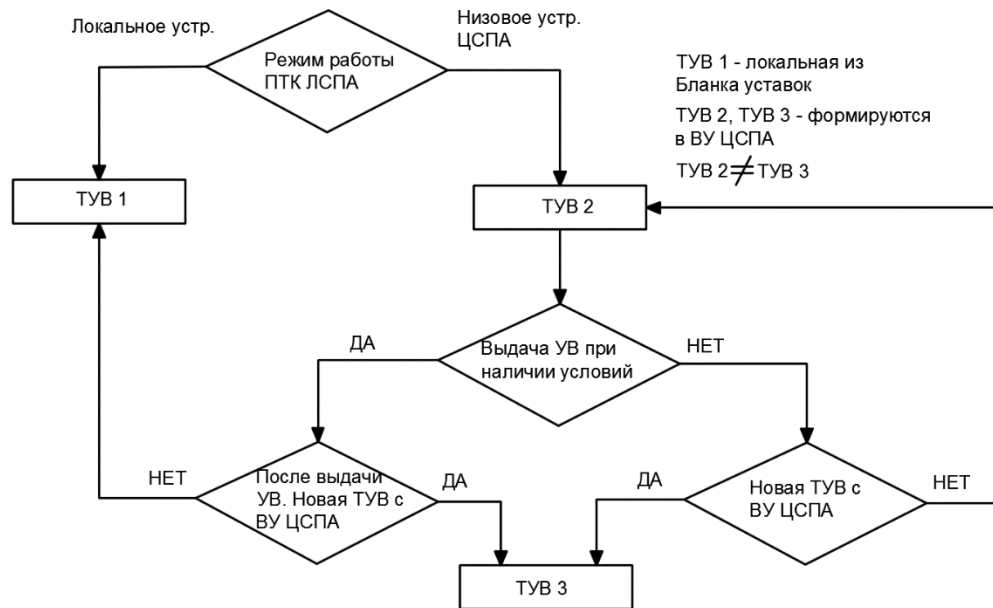 Локальное устр.
Низовое устр.
ЦСПА
Режим работы
ПТК ЛСПА
ТУВ 1 - локальная из
Бланка уставок
ТУВ 2, ТУВ 3 - формируются
в ВУ ЦСПА
ТУВ 2 ≠ ТУВ 3
ТУВ 1
ТУВ 2
ДА
Выдача УВ при
наличии условий
НЕТ
НЕТ
После выдачи
УВ. Новая ТУВ с
ВУ ЦСПА
ДА
ДА
Новая ТУВ с
ВУ ЦСПА
НЕТ
ТУВ 3